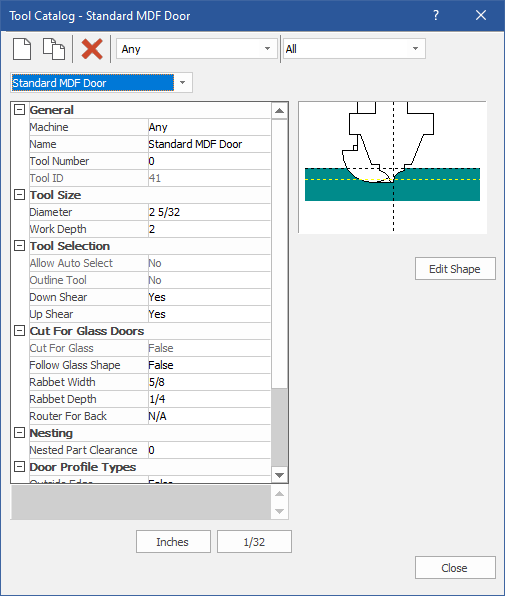 Tool Catalog - Standard MDF Door
Any All
Standard MDF Door
General
Machine Any
Name Standard MDF Door
Tool Number 0
Tool ID 41
Tool Size
Diameter 2 5/32
Work Depth 2
Tool Selection
Allow Auto Select No
Outline Tool No
Down Shear Yes
Up Shear Yes
Cut For Glass Doors
Cut For Glass False
Follow Glass Shape False
Rabbet Width 5/8
Rabbet Depth 1/4
Router For Back N/A
Nesting
Nested Part Clearance 0
Door Profile Types
Outside Edge False
Edit Shape
Inches 1/32
Close